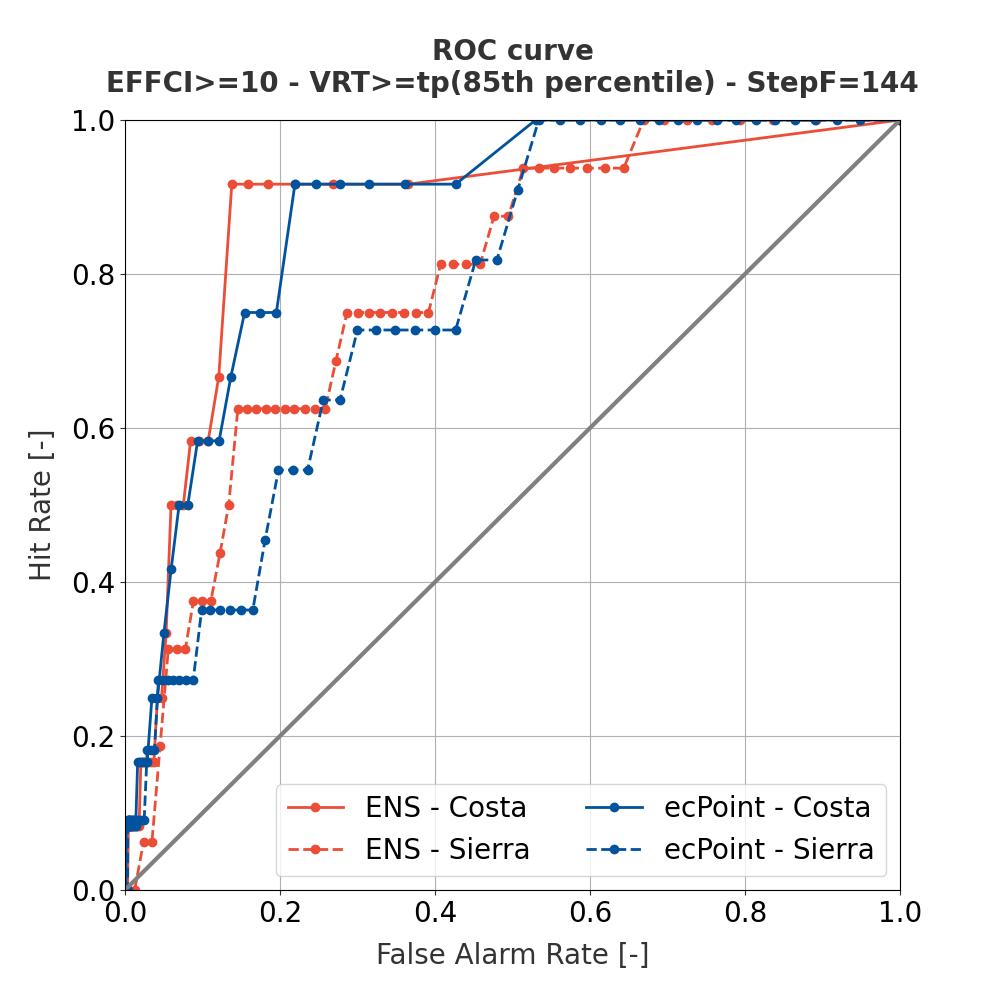 ROC curve
EFFCI>=10 - VRT>=tp(85th percentile) - StepF=144
1.0
0.8
0.6
0.4
0.2
0.0
Hit Rate [-]
ENS - Costa
ENS - Sierra
ecPoint - Costa
ecPoint - Sierra
0.0 0.2 0.4 0.6 0.8 1.0
False Alarm Rate [-]